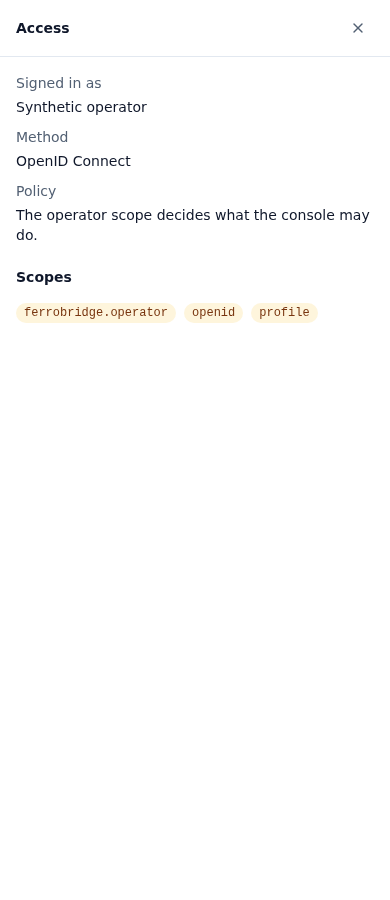 Access
Signed in as
Synthetic operator
Method
OpenID Connect
Policy
The operator scope decides what the console may
do.
Scopes
ferrobridge.operator openid profile